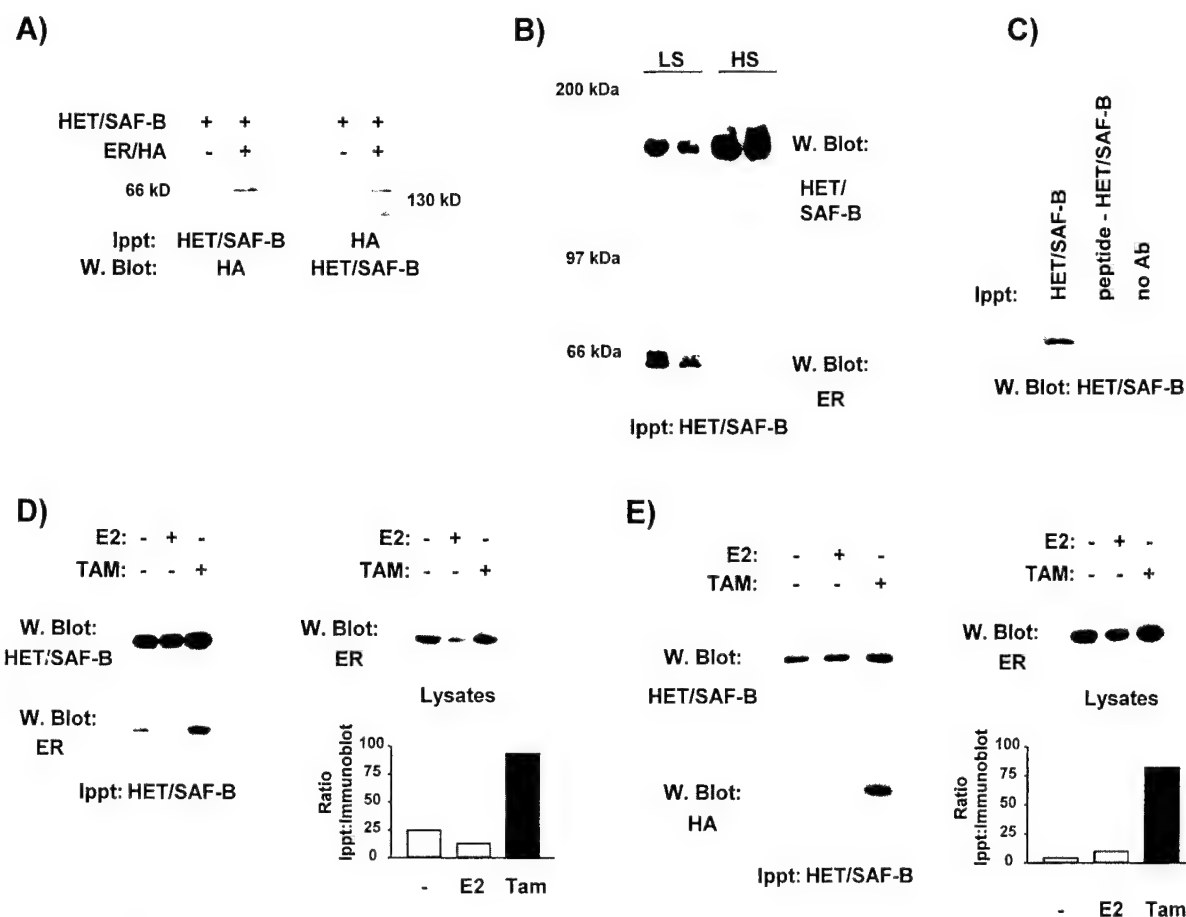 A)
HET/SAF-B + + + +
ER/HA - + - +
66 kD
130 kD
Ippt: HET/SAF-B HA
W. Blot: HA HET/SAF-B
B)
LS HS
200 kDa
W. Blot:
HET/
SAF-B
97 kDa
66 kDa
W. Blot:
ER
Ippt: HET/SAF-B
C)
Ippt:
HET/SAF-B
peptide - HET/SAF-B
no Ab
W. Blot: HET/SAF-B
D)
E2: - + -
TAM: - - +
W. Blot:
HET/SAF-B
W. Blot:
ER
Ippt: HET/SAF-B
E2: - + -
TAM: - - +
W. Blot:
ER
Lysates
Ratio
Ippt:Immunoblot
100
75
50
25
0
- E2 Tam
E)
E2: - + -
TAM: - - +
W. Blot:
HET/SAF-B
W. Blot:
HA
Ippt: HET/SAF-B
E2: - + -
TAM: - - +
W. Blot:
ER
Lysates
Ratio
Ippt:Immunoblot
100
75
50
25
0
- E2 Tam